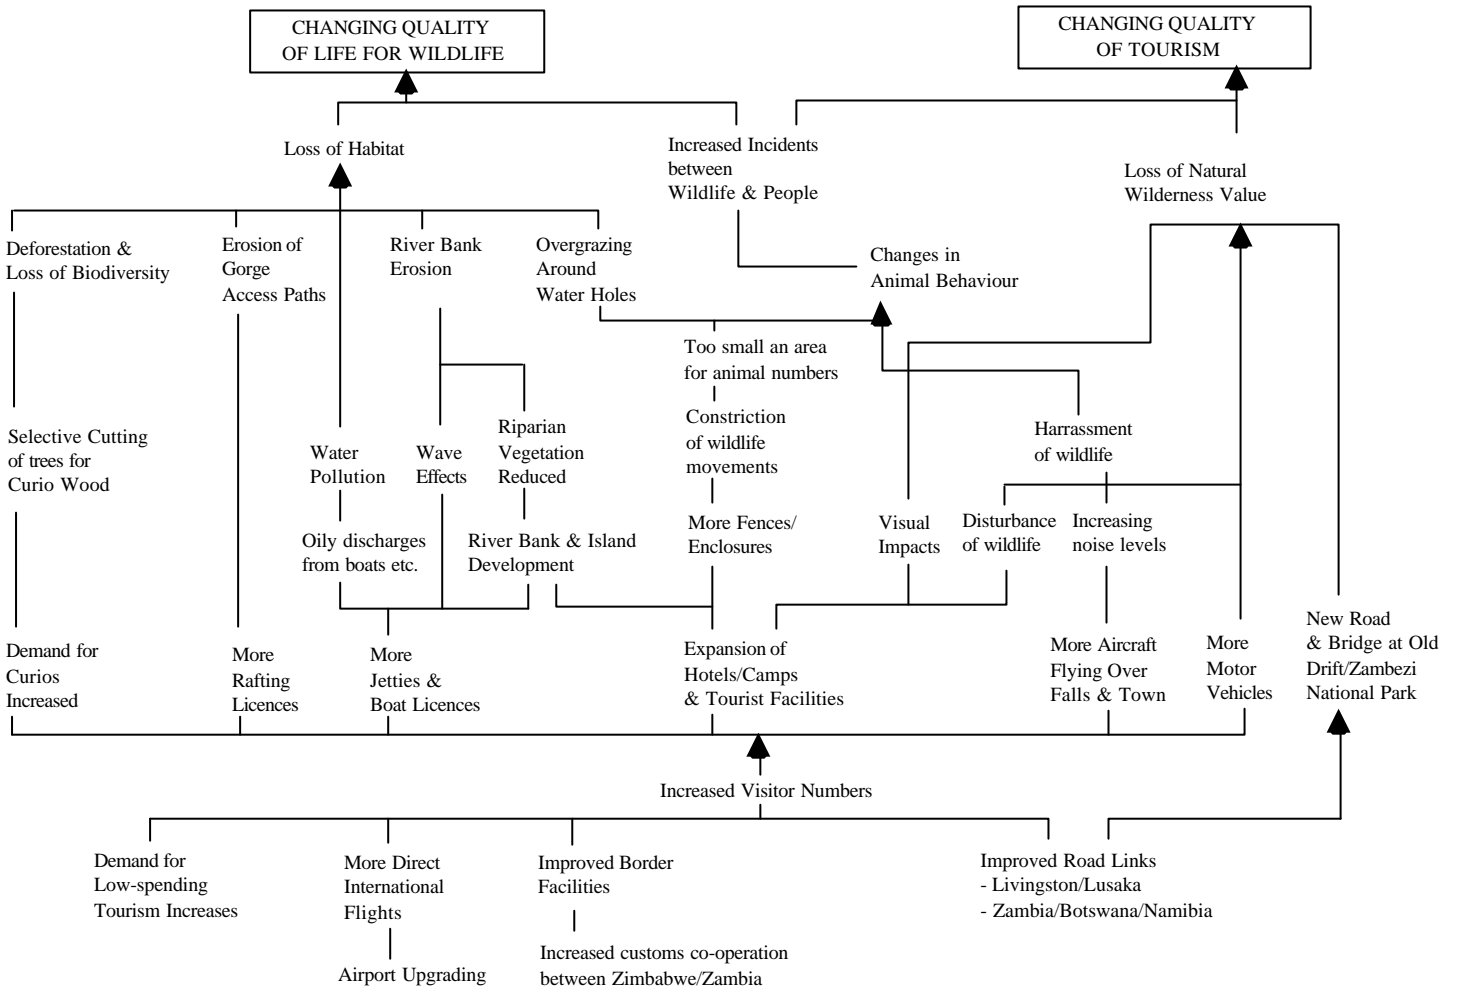 CHANGING QUALITY
OF LIFE FOR WILDLIFE
CHANGING QUALITY
OF TOURISM
Loss of Habitat
Increased Incidents
between
Wildlife & People
Loss of Natural
Wilderness Value
Deforestation &
Loss of Biodiversity
Erosion of
Gorge
Access Paths
River Bank
Erosion
Overgrazing
Around
Water Holes
Changes in
Animal Behaviour
Too small an area
for animal numbers
Selective Cutting
of trees for
Curio Wood
Water
Pollution
Wave
Effects
Riparian
Vegetation
Reduced
Constriction
of wildlife
movements
Harrassment
of wildlife
Oily discharges
from boats etc.
River Bank & Island
Development
More Fences/
Enclosures
Visual
Impacts
Disturbance
of wildlife
Increasing
noise levels
Demand for
Curios
Increased
More
Rafting
Licences
More
Jetties &
Boat Licences
Expansion of
Hotels/Camps
& Tourist Facilities
More Aircraft
Flying Over
Falls & Town
More
Motor
Vehicles
New Road
& Bridge at Old
Drift/Zambezi
National Park
Increased Visitor Numbers
Demand for
Low-spending
Tourism Increases
More Direct
International
Flights
Airport Upgrading
Improved Border
Facilities
Increased customs co-operation
between Zimbabwe/Zambia
Improved Road Links
- Livingston/Lusaka
- Zambia/Botswana/Namibia